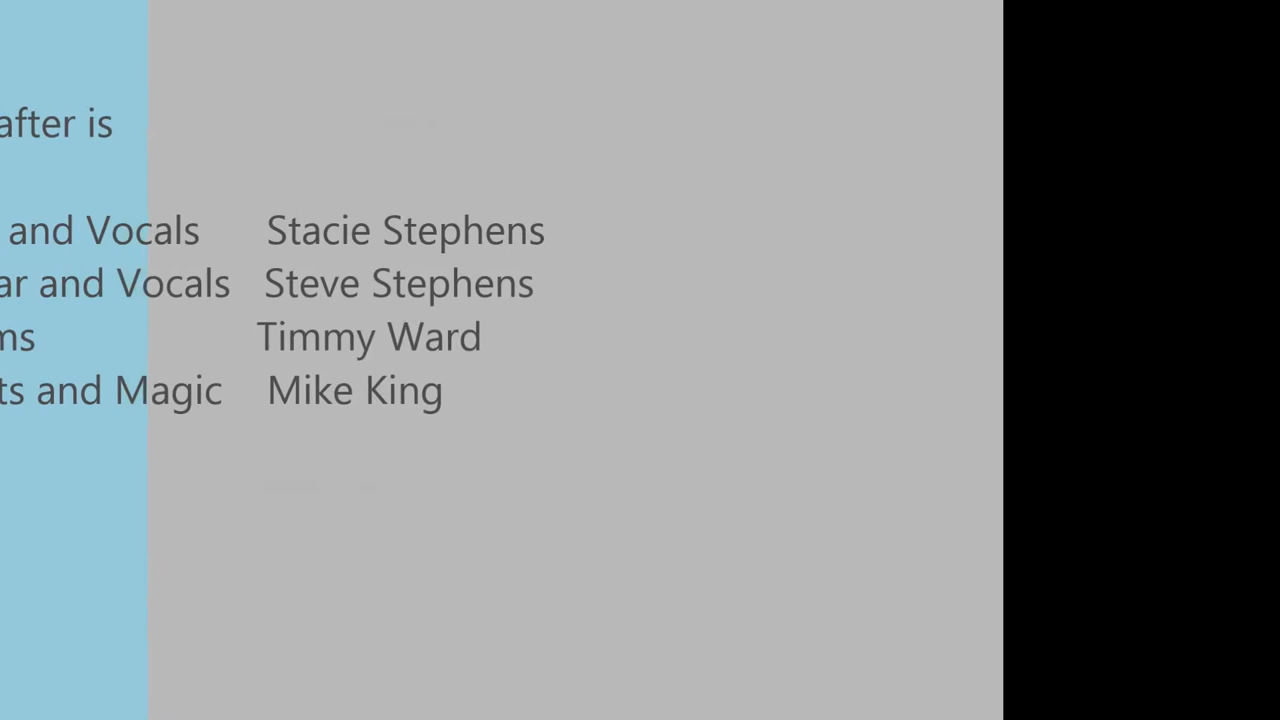 after is
and Vocals Stacie Stephens
ar and Vocals Steve Stephens
ms Timmy Ward
ts and Magic Mike King